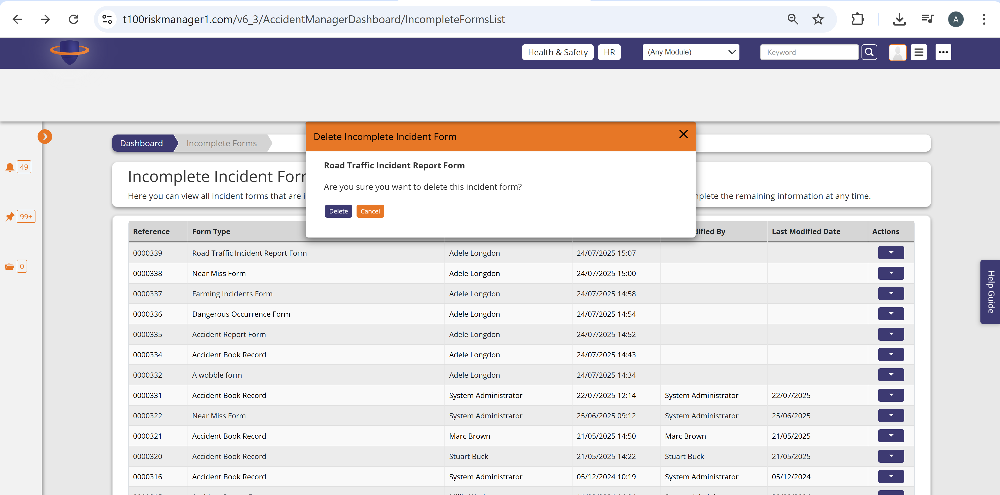 t100riskmanager1.com/v6_3/AccidentManagerDashboard/IncompleteFormsList
A
Health & Safety
HR
(Any Module)
Keyword
Dashboard
Incomplete Forms
Delete Incomplete Incident Form
Road Traffic Incident Report Form
Are you sure you want to delete this incident form?
Delete
Cancel
49
99+
0
Incomplete Incident
Here you can view all incident forms that are
the remaining information at any time.
Reference Form Type By Last Modified Date Actions
0000339 Road Traffic Incident Report Form Adele Longdon 24/07/2025 15:07
0000338 Near Miss Form Adele Longdon 24/07/2025 15:00
0000337 Farming Incidents Form Adele Longdon 24/07/2025 14:58
0000336 Dangerous Occurrence Form Adele Longdon 24/07/2025 14:54
0000335 Accident Report Form Adele Longdon 24/07/2025 14:52
0000334 Accident Book Record Adele Longdon 24/07/2025 14:43
0000332 A wobble form Adele Longdon 24/07/2025 14:34
0000331 Accident Book Record System Administrator 22/07/2025 12:14 System Administrator 22/07/2025
0000322 Near Miss Form System Administrator 25/06/2025 09:12 System Administrator 25/06/2025
0000321 Accident Book Record Marc Brown 21/05/2025 14:50 Marc Brown 21/05/2025
0000320 Accident Book Record Stuart Buck 21/05/2025 14:22 Stuart Buck 21/05/2025
0000316 Accident Book Record System Administrator 05/12/2024 10:19 System Administrator 05/12/2024
Help Guide